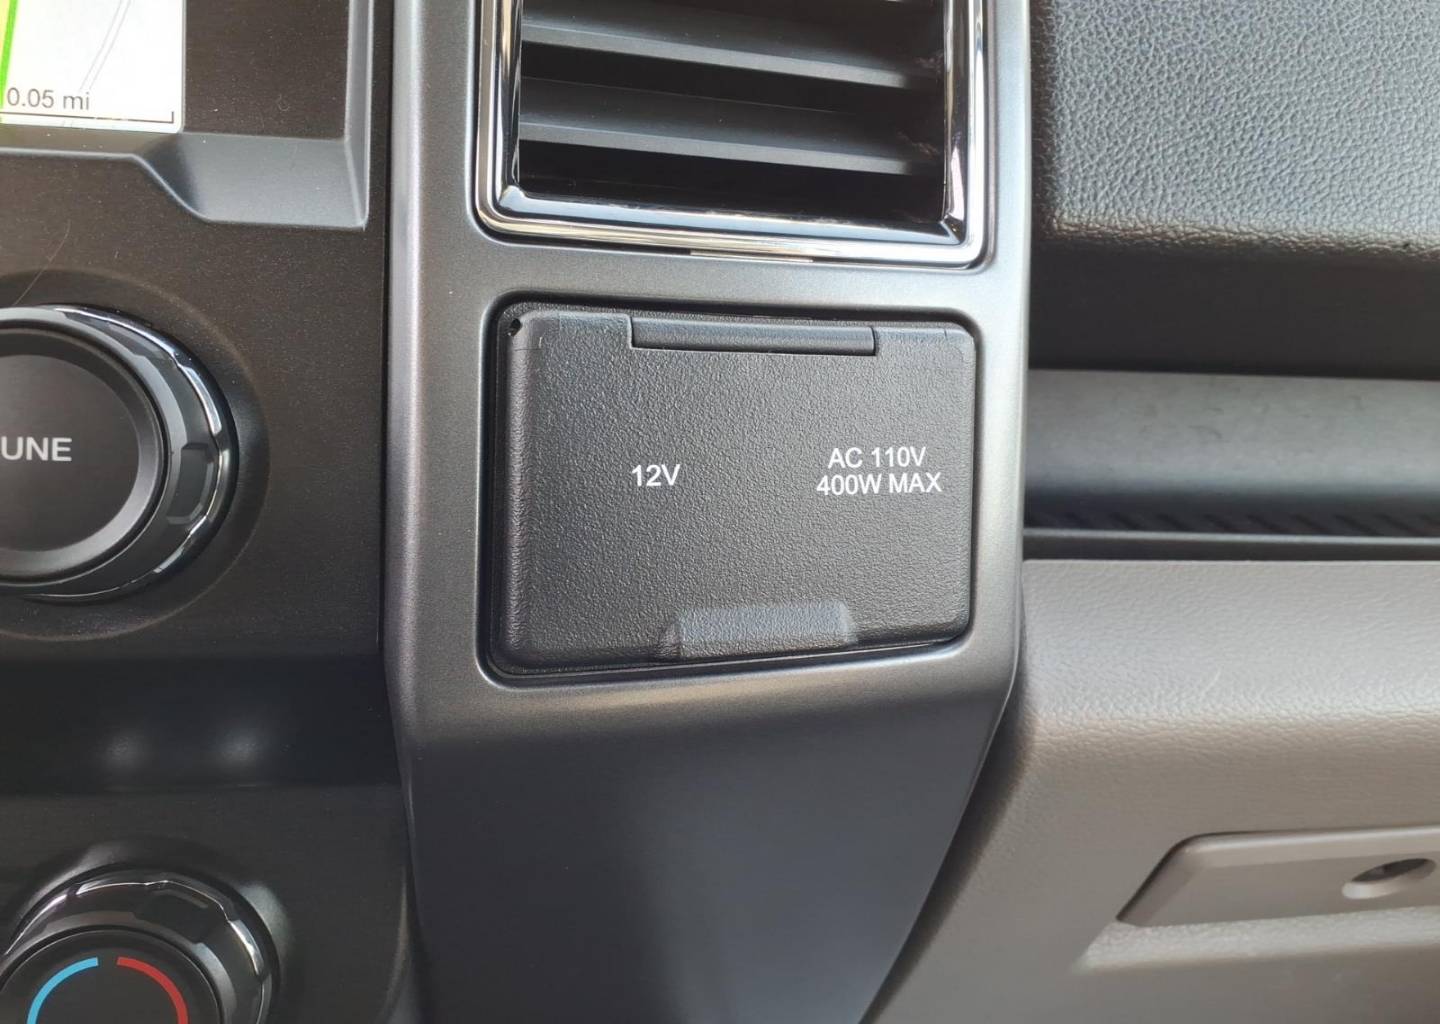 0.05 mi
UNE
12V
AC 110V
400W MAX